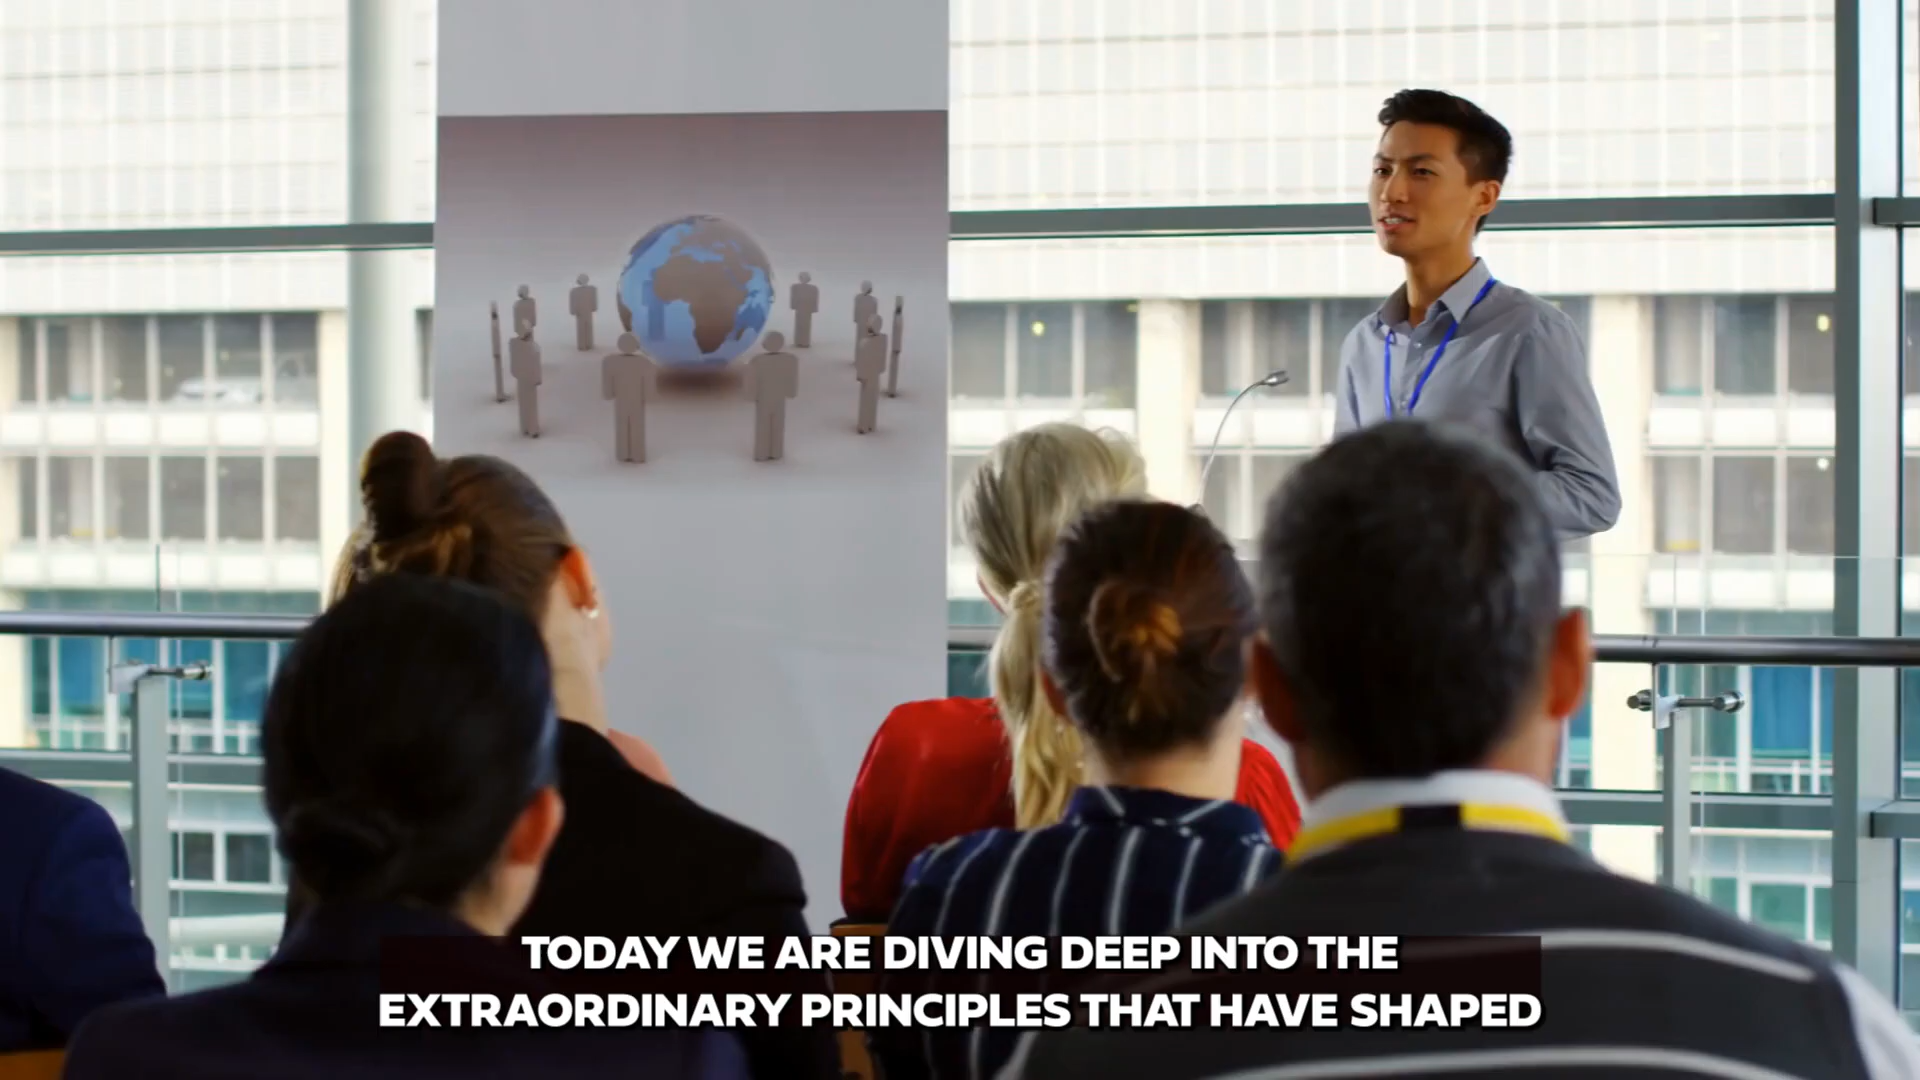 TODAY WE ARE DIVING DEEP INTO THE
EXTRAORDINARY PRINCIPLES THAT HAVE SHAPED